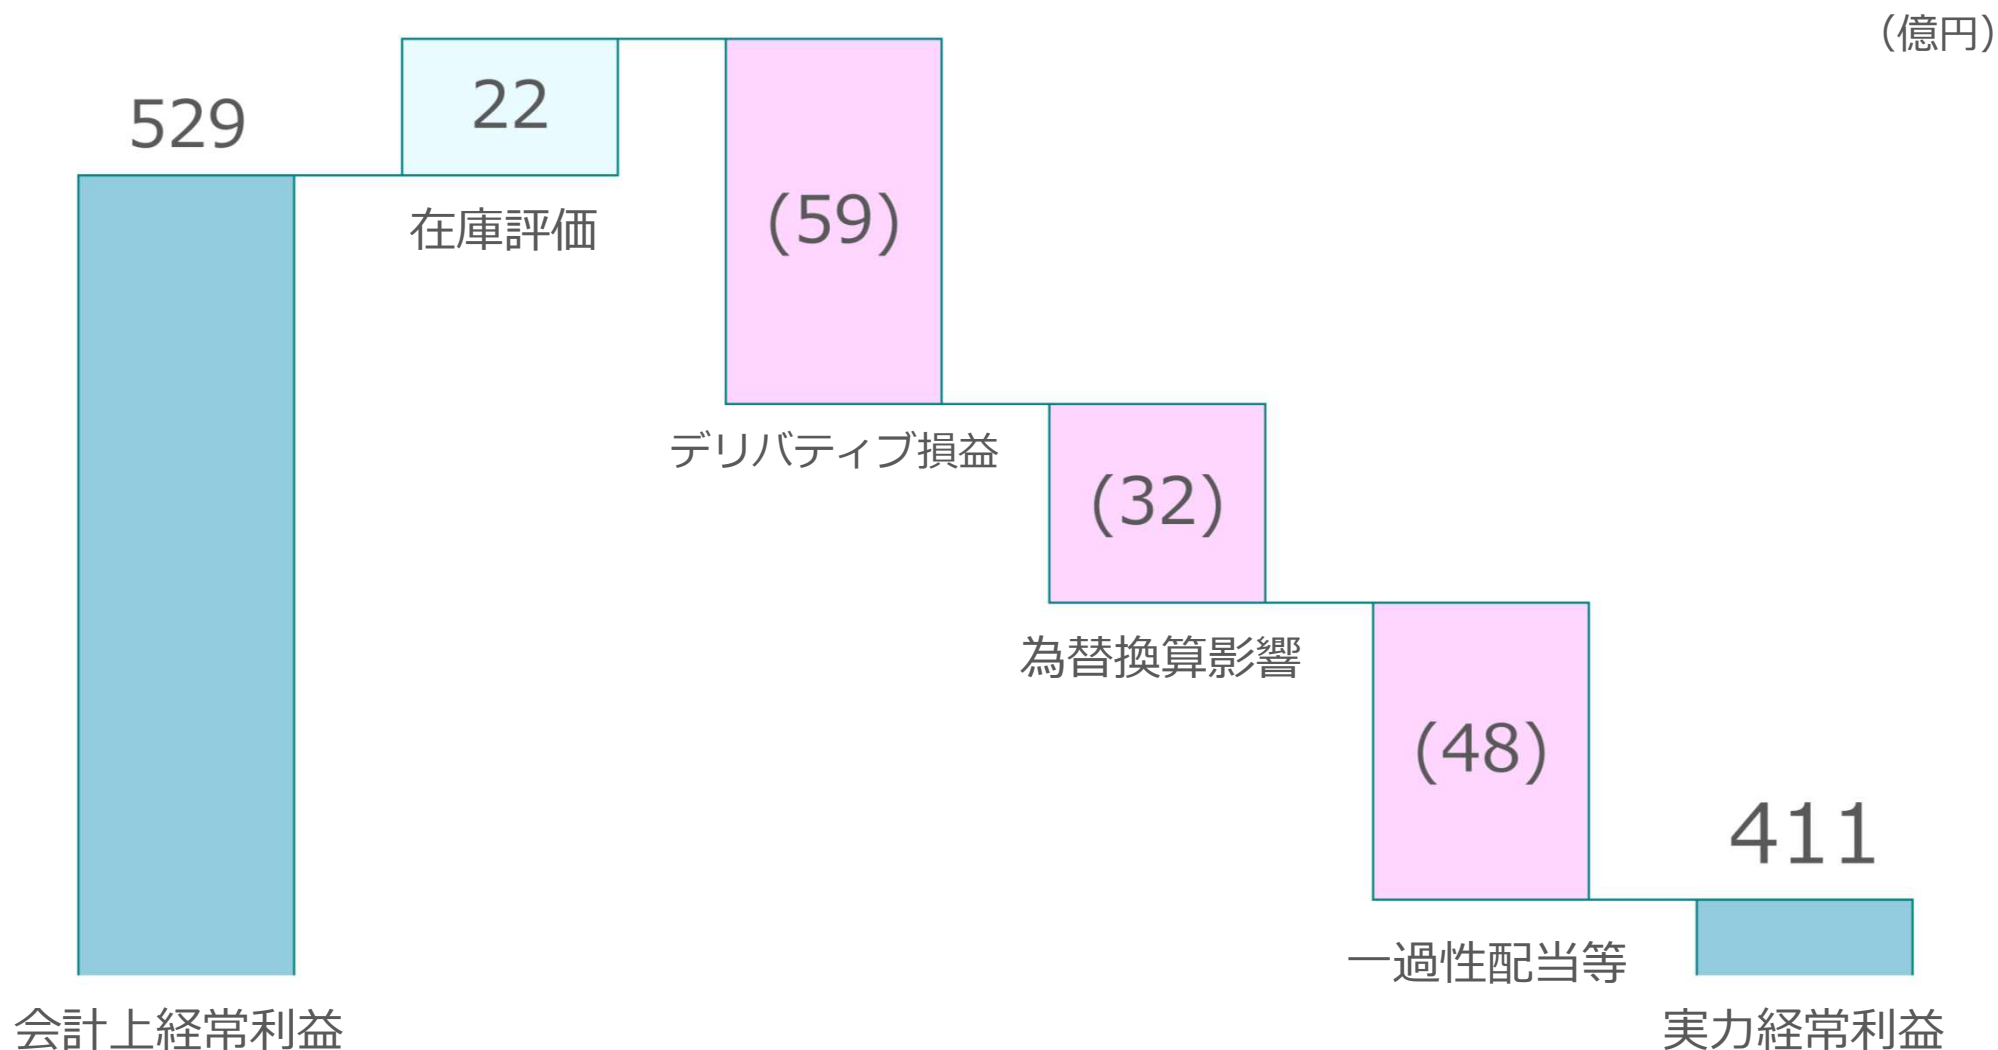 （億円）
529
22
在庫評価
(59)
デリバティブ損益
(32)
為替換算影響
(48)
一過性配当等
411
会計上経常利益
実力経常利益